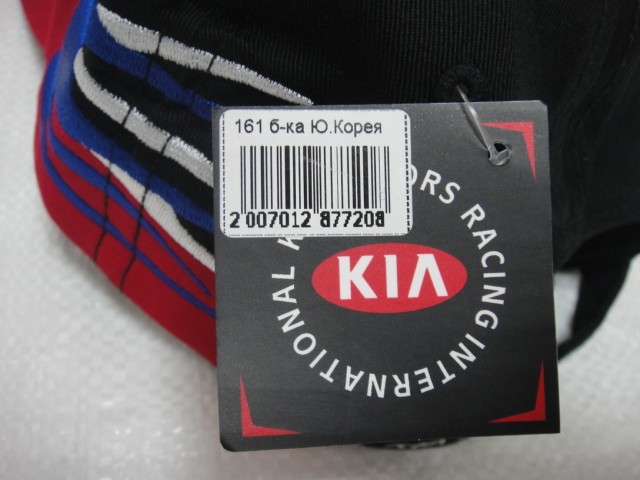 161 б-ка Ю.Корея
2 007012 877208
K ORS RACING INTERNATIONAL
KIA